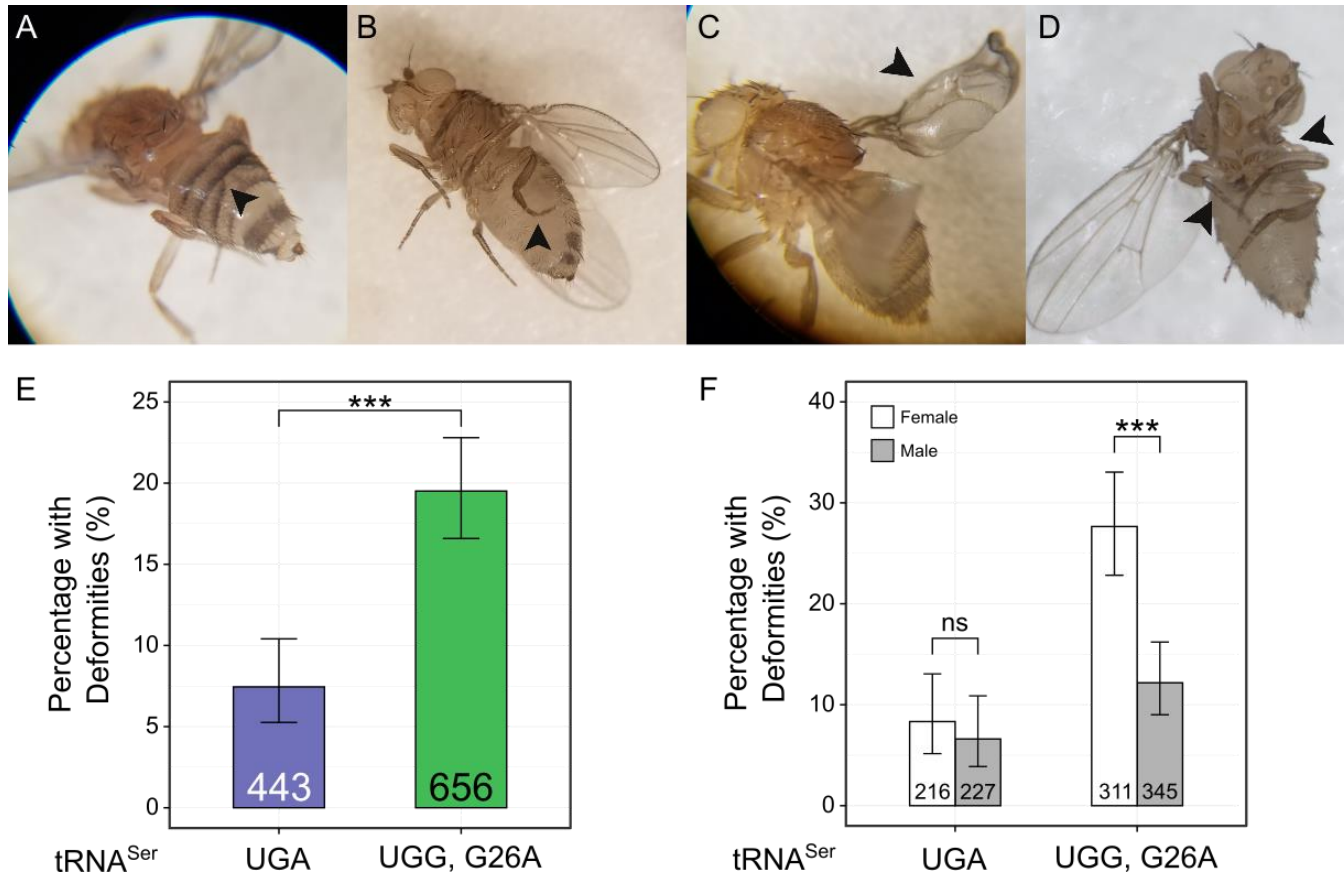 A
B
C
D
E
Percentage with
Deformities (%)
25
20
15
10
5
0
***
443
656
tRNA^Ser
UGA
UGG, G26A
F
Percentage with
Deformities (%)
40
30
20
10
0
Female
Male
ns
***
216
227
311
345
tRNA^Ser
UGA
UGG, G26A